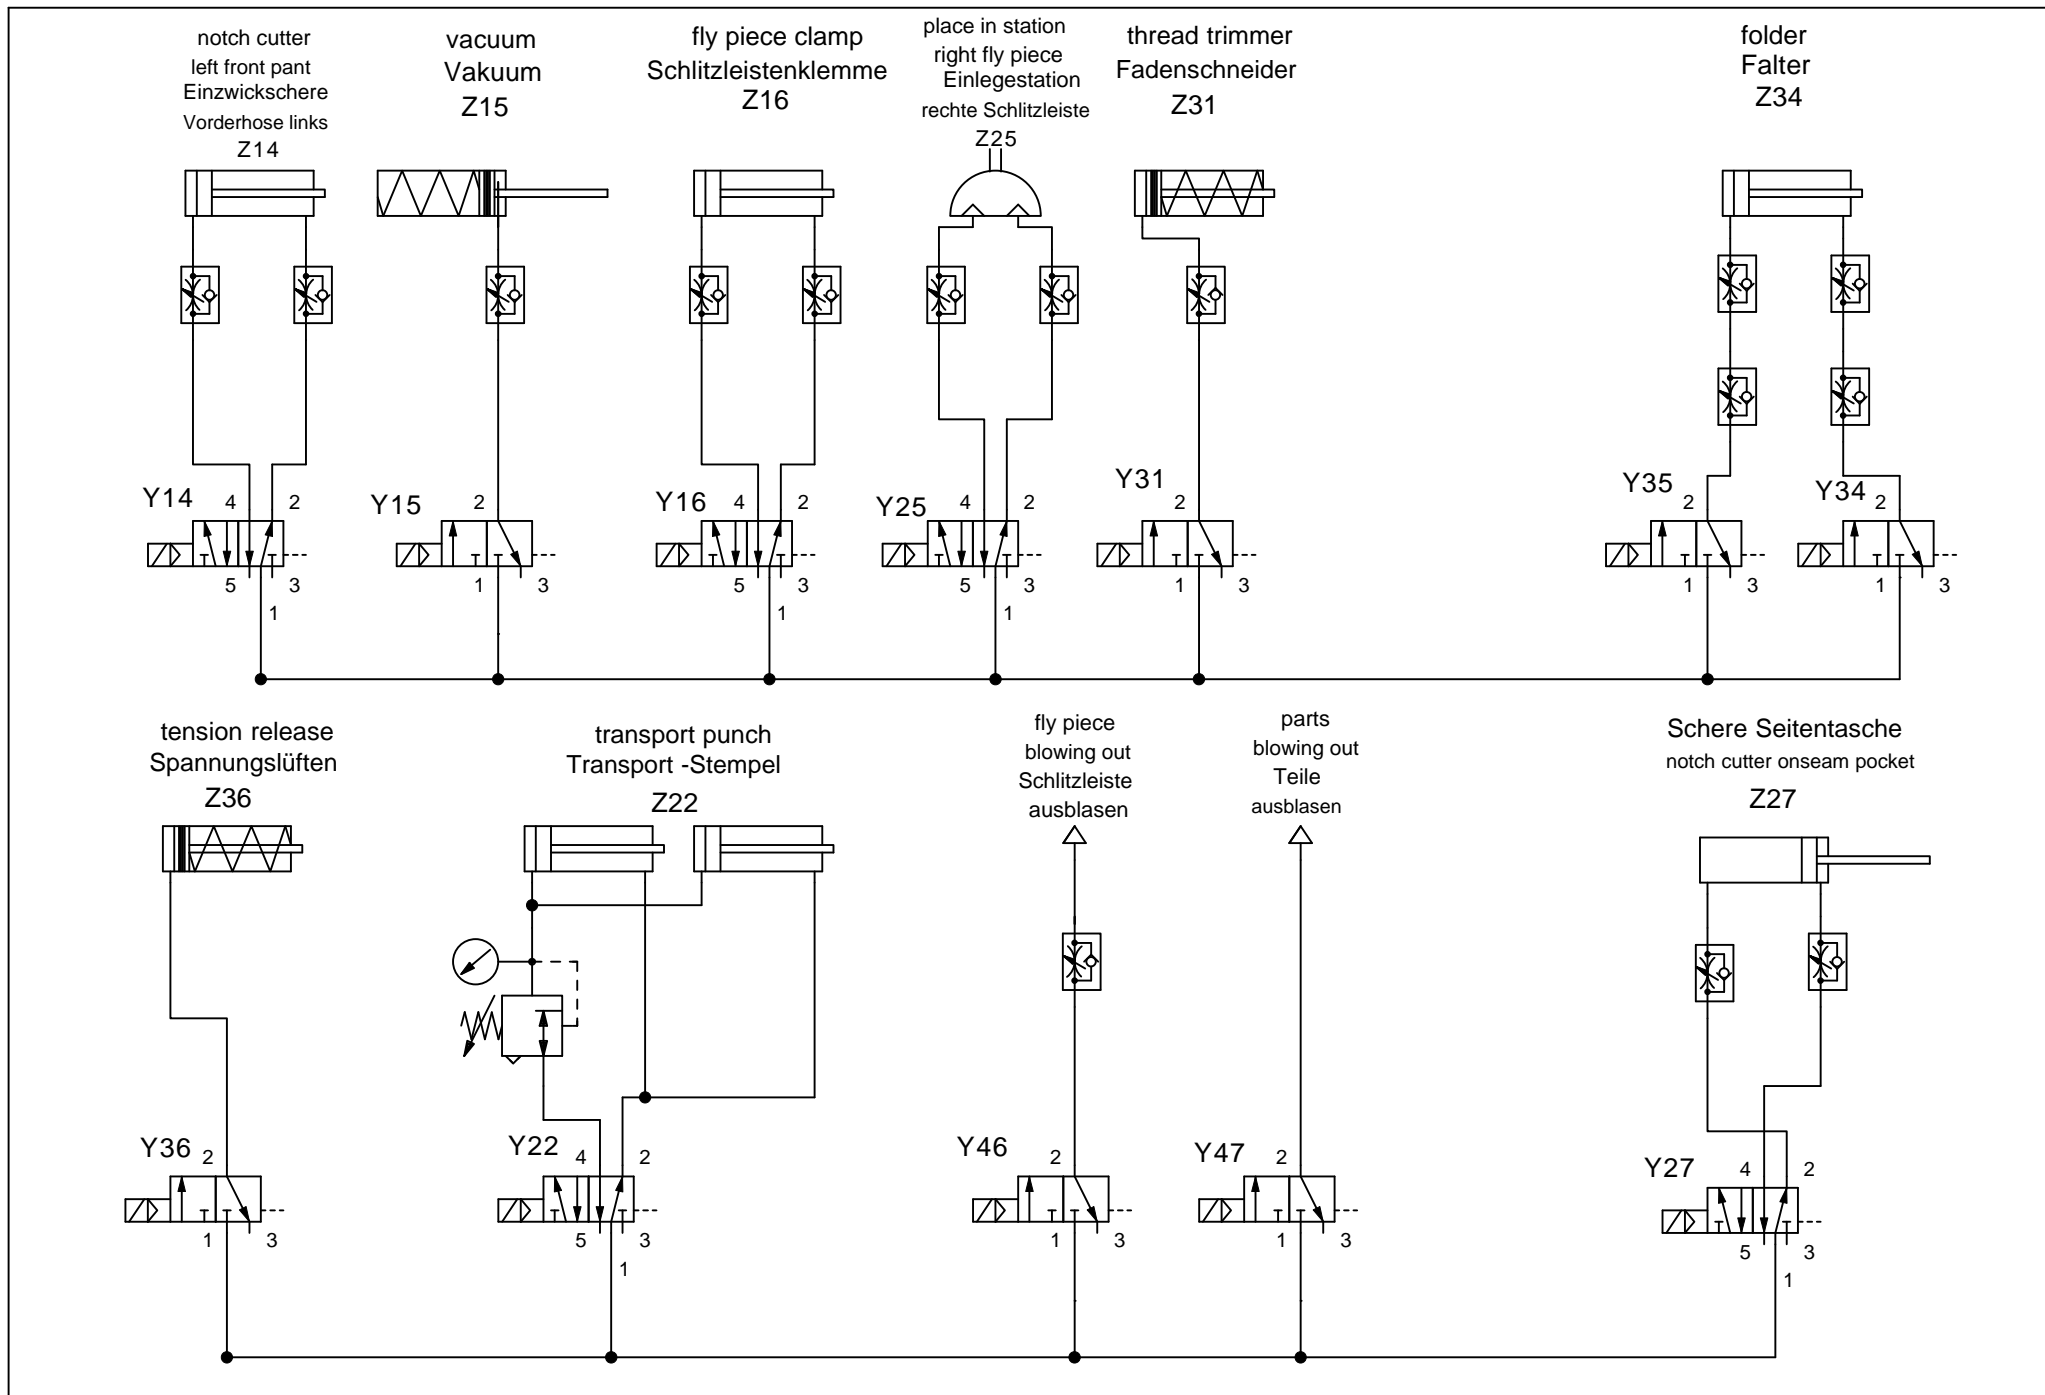 notch cutter
left front pant
Einzwickschere
Vorderhose links
Z14
vacuum
Vakuum
Z15
fly piece clamp
Schlitzleistenklemme
Z16
place in station
right fly piece
Einlegestation
rechte Schlitzleiste
Z25
thread trimmer
Fadenschneider
Z31
folder
Falter
Z34
Y14 4 2
5 3
1
Y15 2
1 3
Y16 4 2
5 3
1
Y25 4 2
5 3
1
Y31
2
1 3
Y35 2
1 3
Y34 2
1 3
tension release
Spannungslüften
Z36
transport punch
Transport -Stempel
Z22
fly piece
blowing out
Schlitzleiste
ausblasen
parts
blowing out
Teile
ausblasen
Schere Seitentasche
notch cutter onseam pocket
Z27
Y36 2
1 3
Y22 4 2
5 3
1
Y46 2
1 3
Y47 2
1 3
Y27 4 2
5 3
1